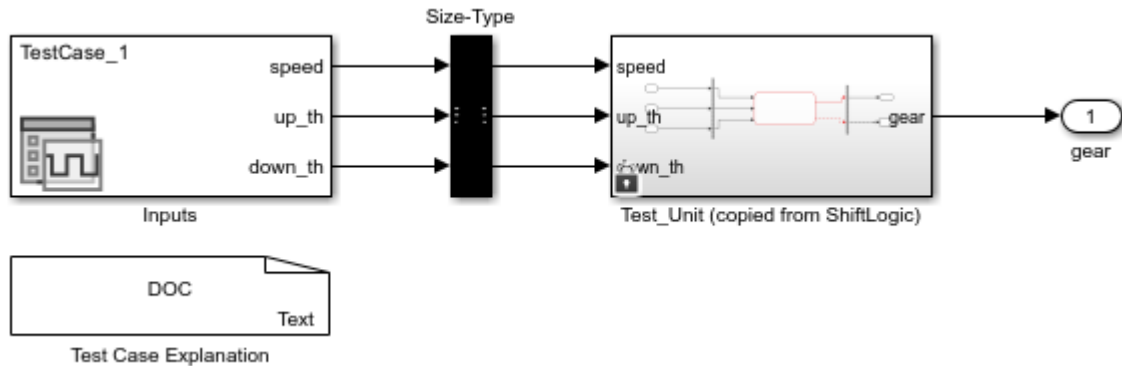 Size-Type
TestCase_1
speed
up_th
down_th
Inputs
speed
up_th
down_th
gear
Test_Unit (copied from ShiftLogic)
1
gear
DOC
Text
Test Case Explanation